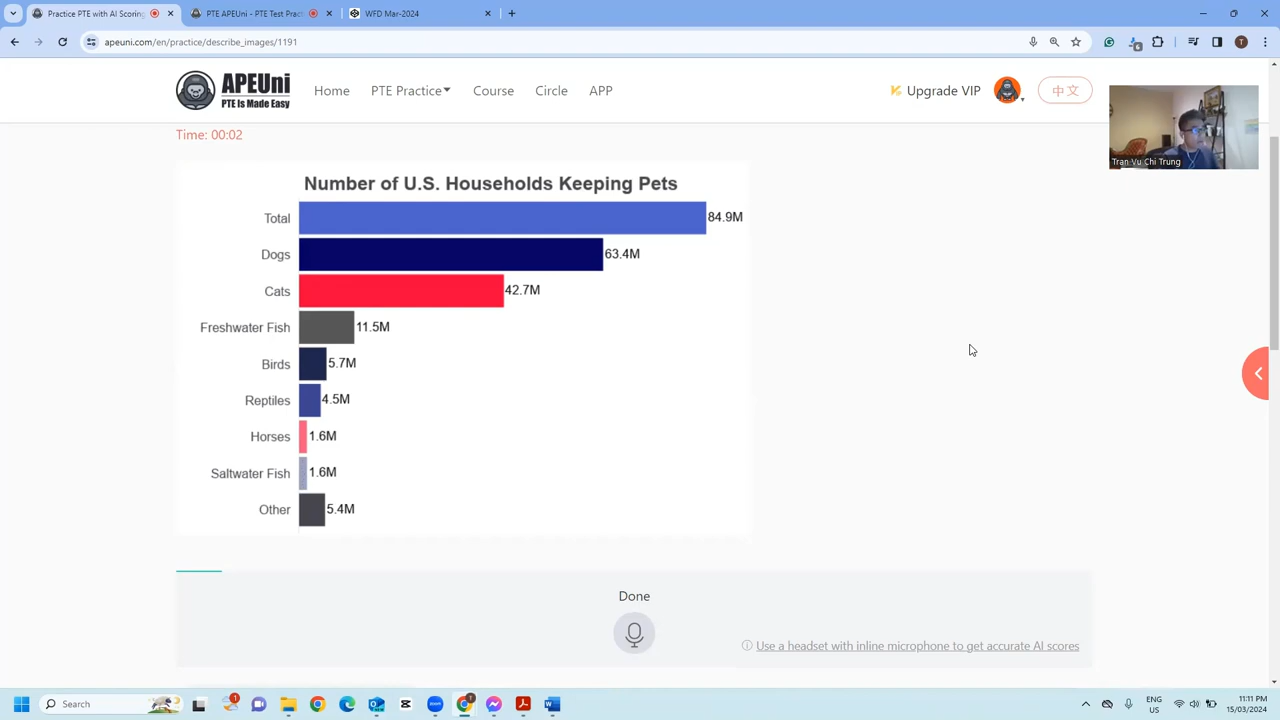 Practice PTE with AI Scoring
APEUni - Test Practice PTE
WFD Mar-2024
apeuni.com/en/practice/describe_images/1191
APEUni
PTE Is Made Easy
Home
PTE Practice
Course
Circle
APP
Upgrade VIP
中文
Tran Vu Chi Trung
Time: 00:02
Number of U.S. Households Keeping Pets
Total 84.9M
Dogs 63.4M
Cats 42.7M
Freshwater Fish 11.5M
Birds 5.7M
Reptiles 4.5M
Horses 1.6M
Saltwater Fish 1.6M
Other 5.4M
Done
Use a headset with inline microphone to get accurate AI scores
Search
ENG
US
11:11 PM
15/03/2024